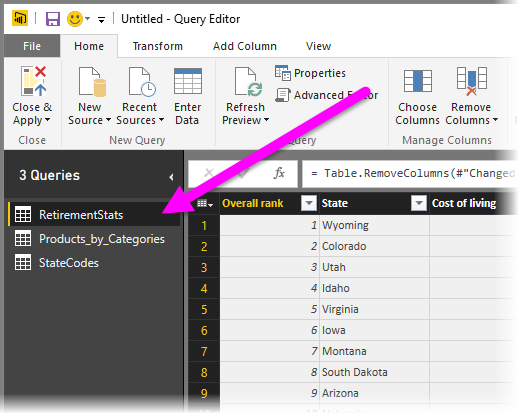 Untitled - Query Editor
File Home Transform Add Column View
Close & Apply
New Source
Recent Sources
Enter Data
Refresh Preview
Properties
Advanced Editor
Choose Columns
Remove Columns
Close New Query Query Manage Columns
3 Queries
fx = Table.RemoveColumns(#"Changed
RetirementStats
Products_by_Categories
StateCodes
Overall rank State Cost of living
1 1 Wyoming
2 2 Colorado
3 3 Utah
4 4 Idaho
5 5 Virginia
6 6 Iowa
7 7 Montana
8 8 South Dakota
9 9 Arizona